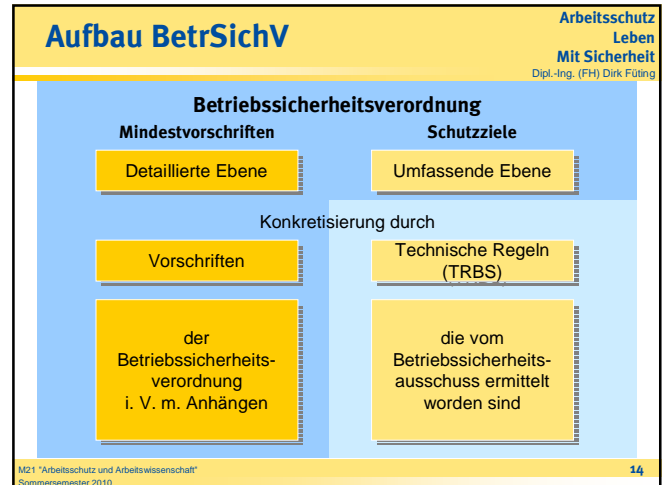 Aufbau BetrSichV
Arbeitsschutz
Leben
Mit Sicherheit
Dipl.-Ing. (FH) Dirk Füting
Betriebssicherheitsverordnung
Mindestvorschriften
Schutzziele
Detaillierte Ebene
Umfassende Ebene
Konkretisierung durch
Vorschriften
Technische Regeln
(TRBS)
der
Betriebssicherheits-
verordnung
i. V. m. Anhängen
die vom
Betriebssicherheits-
ausschuss ermittelt
worden sind
M21 "Arbeitsschutz und Arbeitswissenschaft"
Sommersemester 2010
14